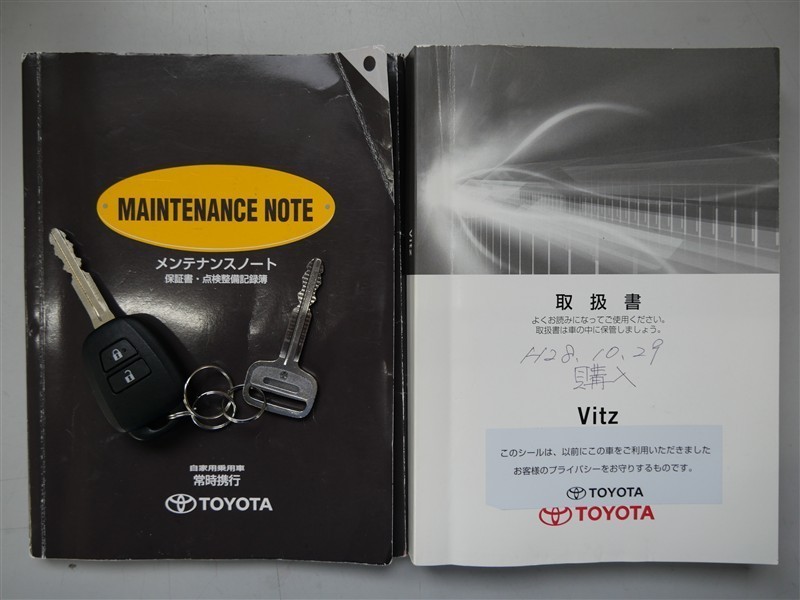 MAINTENANCE NOTE
メンテナンスノート
保証書・点検整備記録簿
自家用乗用車
常時携行
TOYOTA
Vitz
取扱書
よくお読みになってご使用ください。
取扱書は車の中に保管しましょう。
H28.10.29
購入
Vitz
このシールは、以前にこの車をご利用いただきました
お客様のプライバシーをお守りするものです。
TOYOTA
TOYOTA